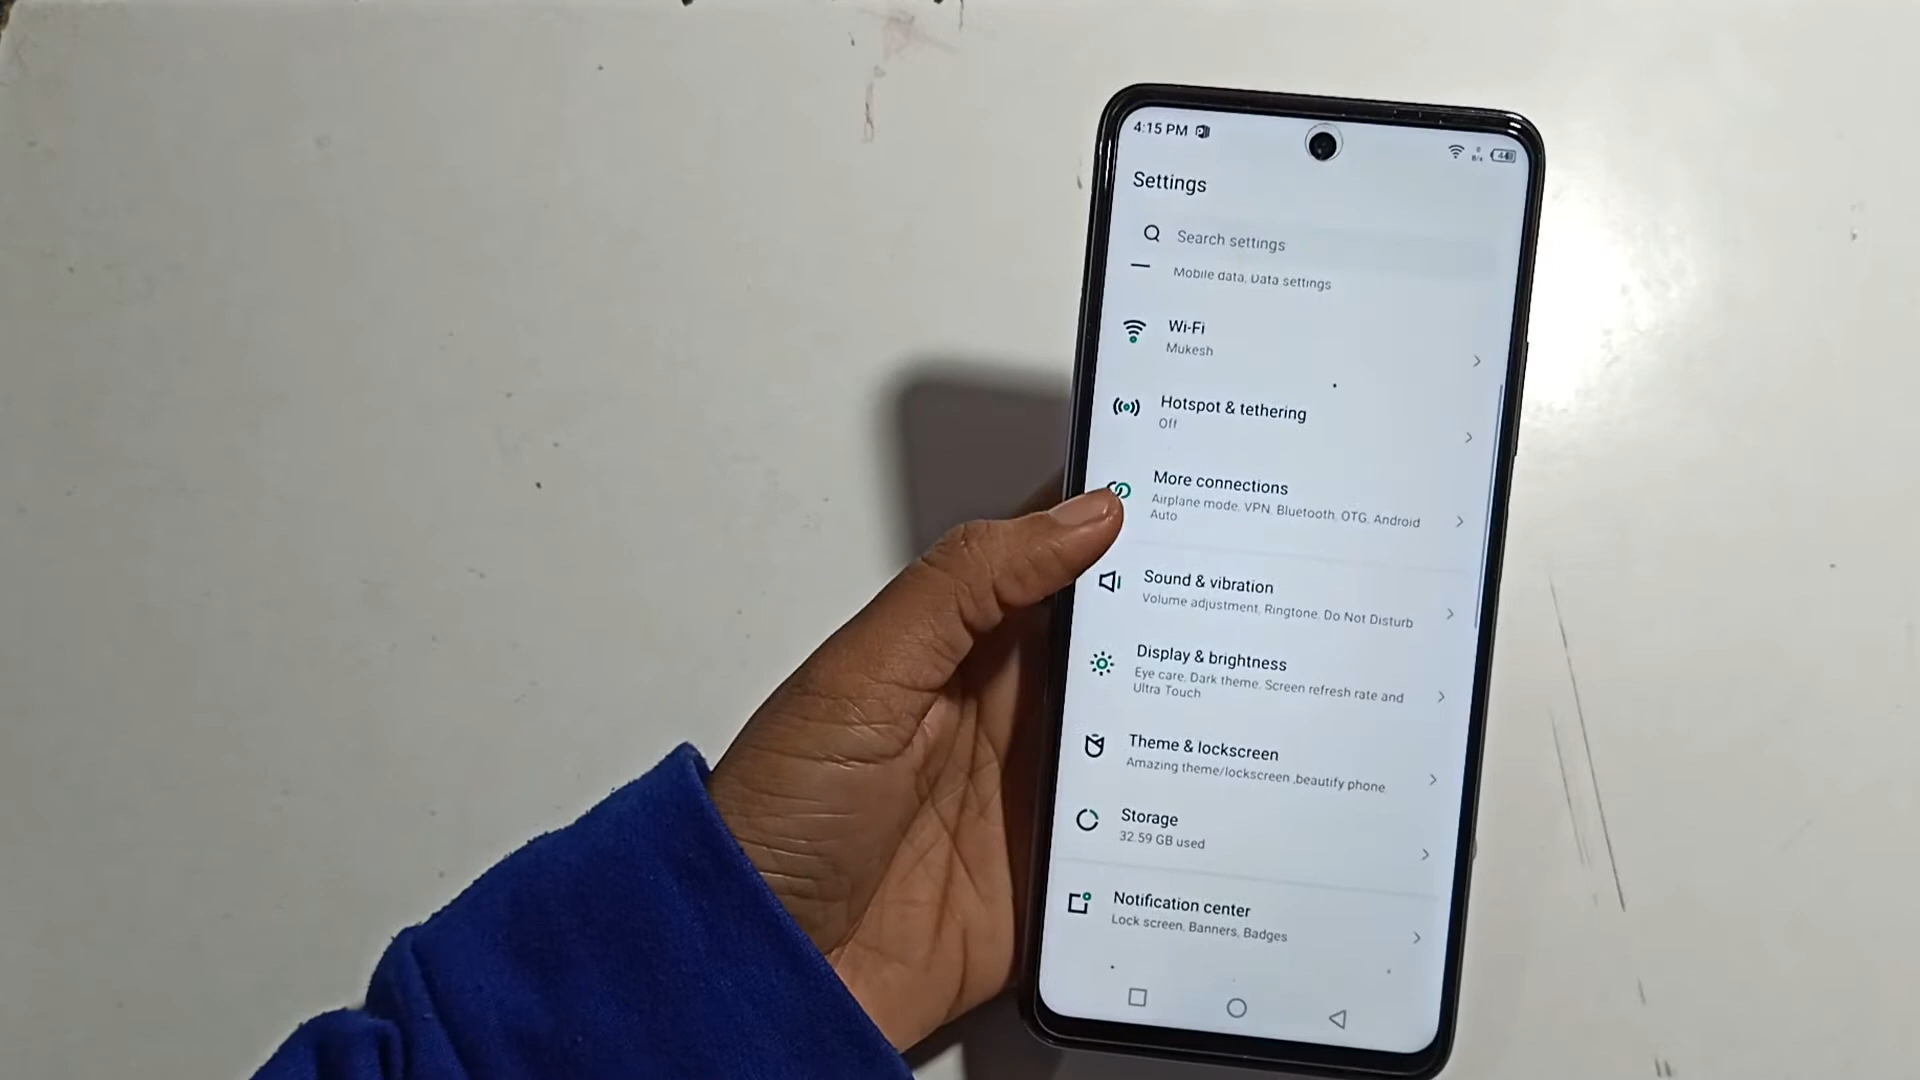 4:15 PM
Settings
Search settings
Mobile data, Data settings
Wi-Fi
Mukesh
Hotspot & tethering
Off
More connections
Airplane mode, VPN, Bluetooth, OTG, Android
Auto
Sound & vibration
Volume adjustment, Ringtone, Do Not Disturb
Display & brightness
Eye care, Dark theme, Screen refresh rate and
Ultra Touch
Theme & lockscreen
Amazing theme/lockscreen ,beautify phone
Storage
32.59 GB used
Notification center
Lock screen, Banners, Badges